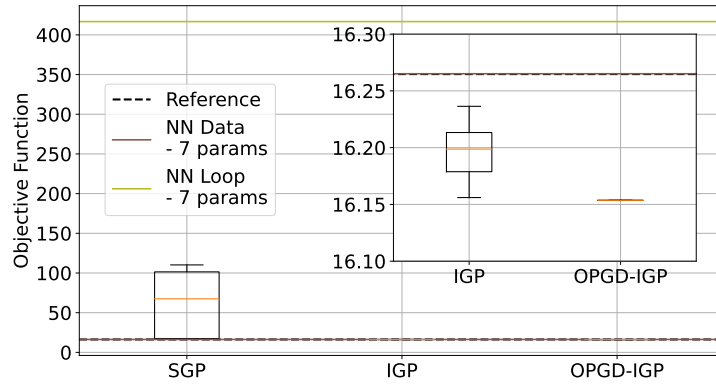 Objective Function
400
350
300
250
200
150
100
50
0
Reference
NN Data
- 7 params
NN Loop
- 7 params
16.30
16.25
16.20
16.15
16.10
IGP
OPGD-IGP
SGP
IGP
OPGD-IGP